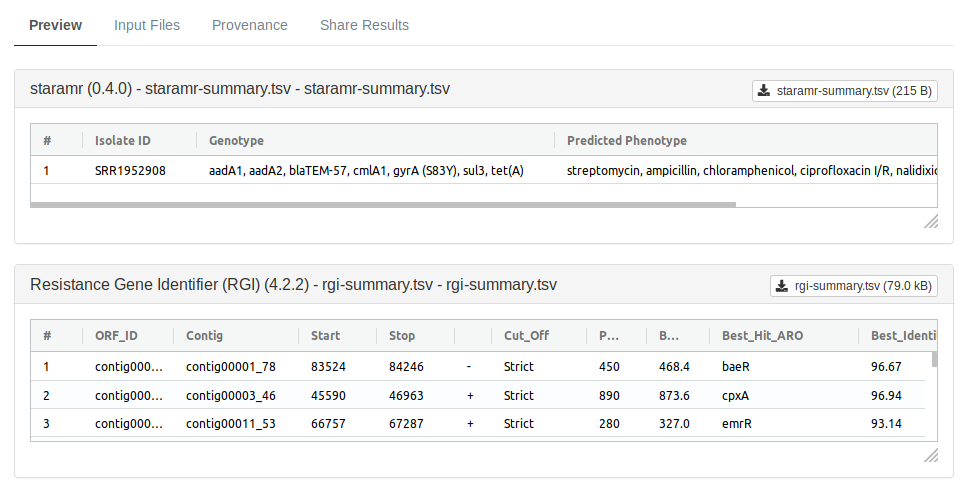 Preview Input Files Provenance Share Results
staramr (0.4.0) - staramr-summary.tsv - staramr-summary.tsv staramr-summary.tsv (215 B)
# Isolate ID Genotype Predicted Phenotype
1 SRR1952908 aadA1, aadA2, blaTEM-57, cmlA1, gyrA (S83Y), sul3, tet(A) streptomycin, ampicillin, chloramphenicol, ciprofloxacin I/R, nalidixic
Resistance Gene Identifier (RGI) (4.2.2) - rgi-summary.tsv - rgi-summary.tsv rgi-summary.tsv (79.0 kB)
# ORF_ID Contig Start Stop Cut_Off P... B... Best_Hit_ARO Best_Identi
1 contig000... contig00001_78 83524 84246 - Strict 450 468.4 baeR 96.67
2 contig000... contig00003_46 45590 46963 + Strict 890 873.6 cpxA 96.94
3 contig000... contig00011_53 66757 67287 + Strict 280 327.0 emrR 93.14